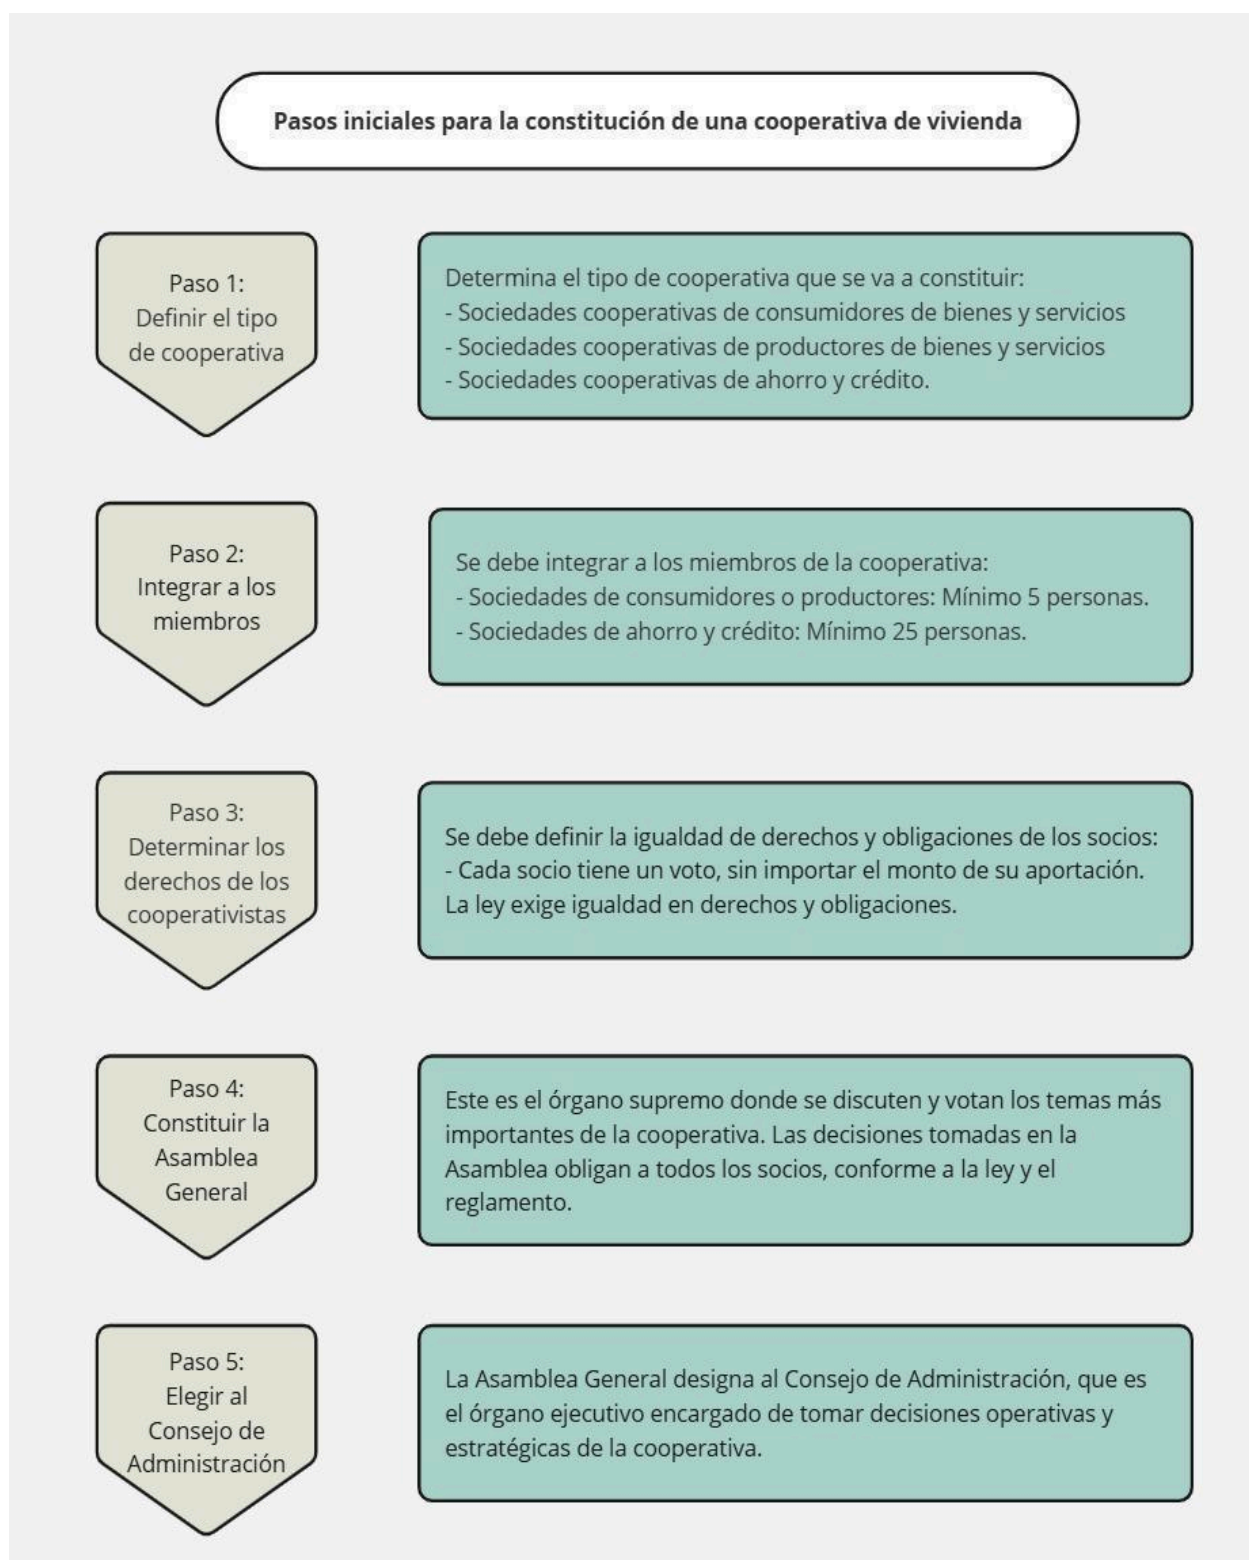 Pasos iniciales para la constitución de una cooperativa de vivienda
Paso 1:
Definir el tipo
de cooperativa
Determina el tipo de cooperativa que se va a constituir:
- Sociedades cooperativas de consumidores de bienes y servicios
- Sociedades cooperativas de productores de bienes y servicios
- Sociedades cooperativas de ahorro y crédito.
Paso 2:
Integrar a los
miembros
Se debe integrar a los miembros de la cooperativa:
- Sociedades de consumidores o productores: Mínimo 5 personas.
- Sociedades de ahorro y crédito: Mínimo 25 personas.
Paso 3:
Determinar los
derechos de los
cooperativistas
Se debe definir la igualdad de derechos y obligaciones de los socios:
- Cada socio tiene un voto, sin importar el monto de su aportación.
La ley exige igualdad en derechos y obligaciones.
Paso 4:
Constituir la
Asamblea
General
Este es el órgano supremo donde se discuten y votan los temas más
importantes de la cooperativa. Las decisiones tomadas en la
Asamblea obligan a todos los socios, conforme a la ley y el
reglamento.
Paso 5:
Elegir al
Consejo de
Administración
La Asamblea General designa al Consejo de Administración, que es
el órgano ejecutivo encargado de tomar decisiones operativas y
estratégicas de la cooperativa.